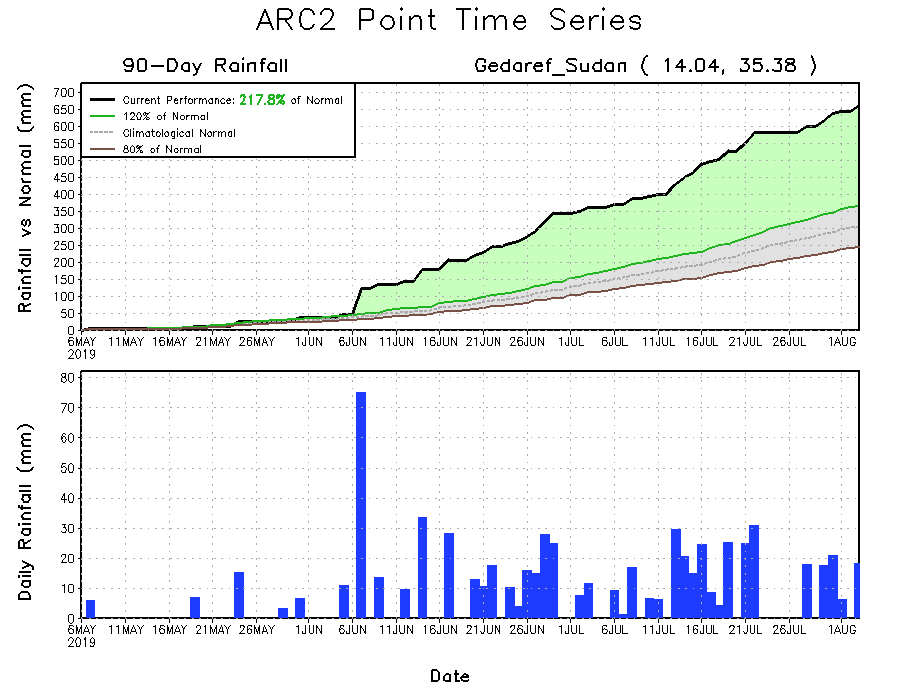 ARC2 Point Time Series
90-Day Rainfall
Gedaref_Sudan ( 14.04, 35.38 )
Rainfall vs Normal (mm)
700
650
600
550
500
450
400
350
300
250
200
150
100
50
0
Current Performance: 217.8% of Normal
120% of Normal
Climatological Normal
80% of Normal
6MAY 11MAY 16MAY 21MAY 26MAY 1JUN 6JUN 11JUN 16JUN 21JUN 26JUN 1JUL 6JUL 11JUL 16JUL 21JUL 26JUL 1AUG
2019
Daily Rainfall (mm)
80
70
60
50
40
30
20
10
0
6MAY 11MAY 16MAY 21MAY 26MAY 1JUN 6JUN 11JUN 16JUN 21JUN 26JUN 1JUL 6JUL 11JUL 16JUL 21JUL 26JUL 1AUG
2019
Date